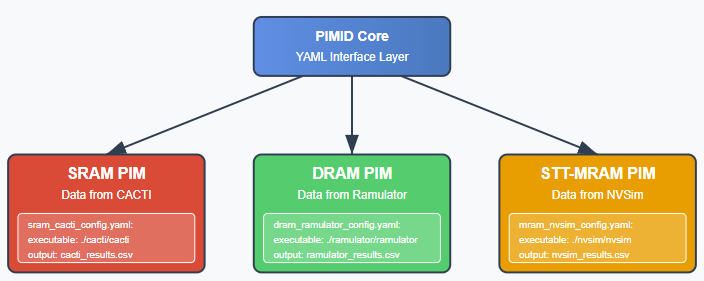 PIMID Core
YAML Interface Layer
SRAM PIM
Data from CACTI
sram_cacti_config.yaml:
executable: ./cacti/cacti
output: cacti_results.csv
DRAM PIM
Data from Ramulator
dram_ramulator_config.yaml:
executable: ./ramulator/ramulator
output: ramulator_results.csv
STT-MRAM PIM
Data from NVSim
mram_nvsim_config.yaml:
executable: ./nvsim/nvsim
output: nvsim_results.csv